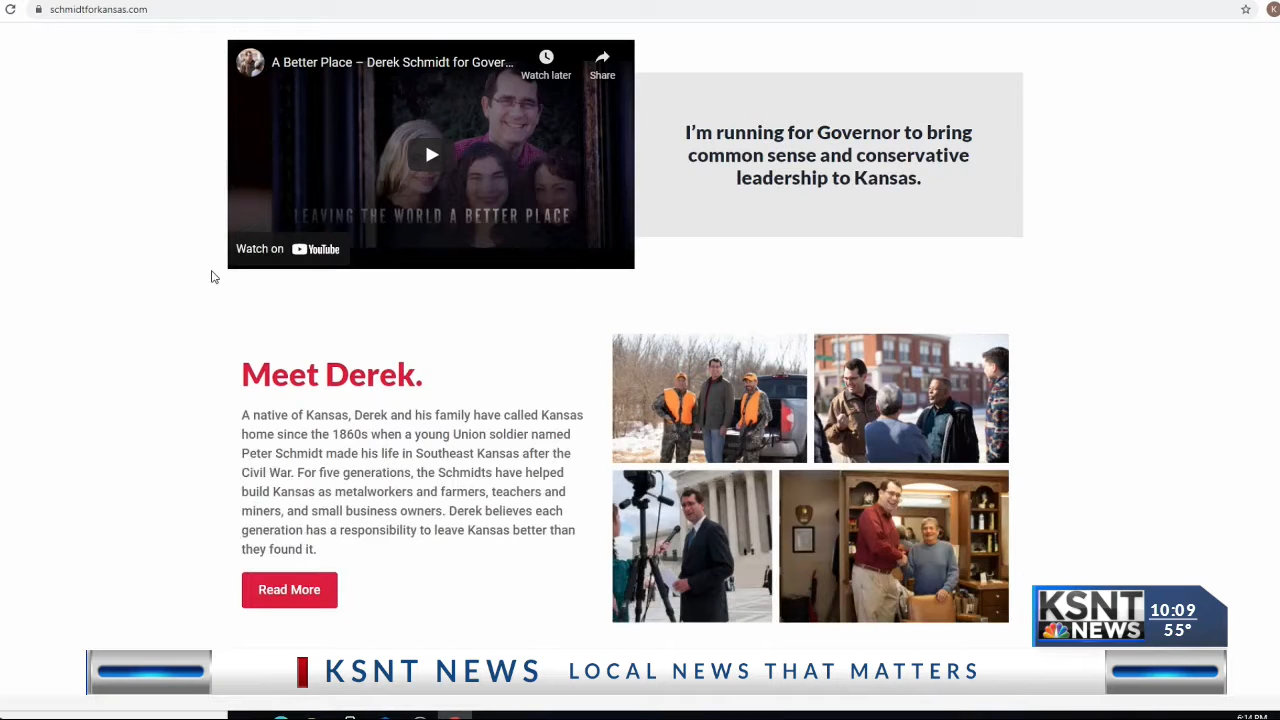 schmidtforkansas.com
K
A Better Place – Derek Schmidt for Gover...
Watch later
Share
LEAVING THE WORLD A BETTER PLACE
Watch on YouTube
I'm running for Governor to bring
common sense and conservative
leadership to Kansas.
Meet Derek.
A native of Kansas, Derek and his family have called Kansas
home since the 1860s when a young Union soldier named
Peter Schmidt made his life in Southeast Kansas after the
Civil War. For five generations, the Schmidts have helped
build Kansas as metalworkers and farmers, teachers and
miners, and small business owners. Derek believes each
generation has a responsibility to leave Kansas better than
they found it.
Read More
KSNT
NEWS
10:09
55°
KSNT NEWS LOCAL NEWS THAT MATTERS
6:14 PM